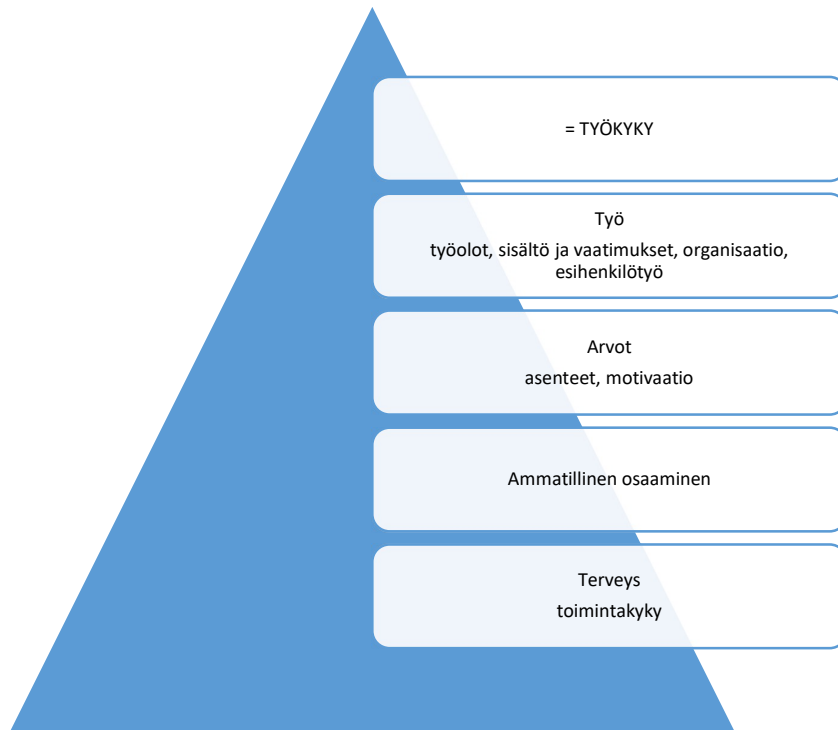 = TYÖKYKY
Työ
työolot, sisältö ja vaatimukset, organisaatio,
esihenkilötyö
Arvot
asenteet, motivaatio
Ammatillinen osaaminen
Terveys
toimintakyky